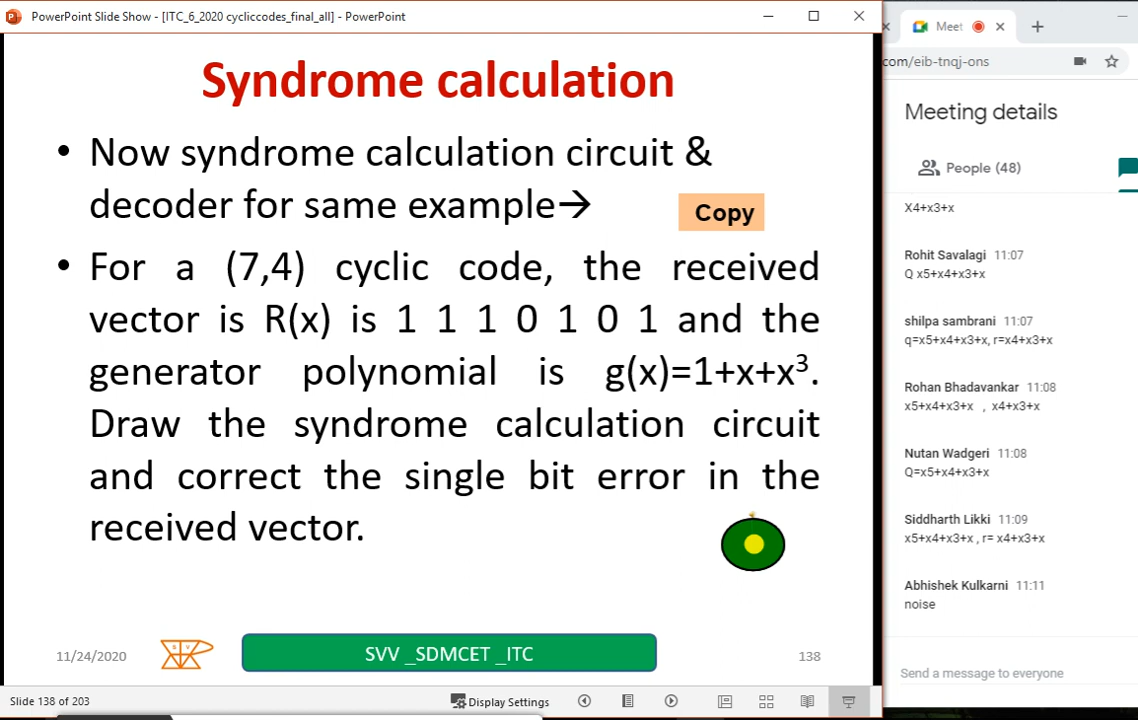 PowerPoint Slide Show - [ITC_6_2020 cycliccodes_final_all] - PowerPoint
Syndrome calculation
• Now syndrome calculation circuit &
decoder for same example→
Copy
• For a (7,4) cyclic code, the received
vector is R(x) is 1 1 1 0 1 0 1 and the
generator polynomial is g(x)=1+x+x³.
Draw the syndrome calculation circuit
and correct the single bit error in the
received vector.
11/24/2020
S V
SVV _SDMCET _ITC
138
Slide 138 of 203
Display Settings
Meet
com/eib-tnqj-ons
Meeting details
People (48)
X4+x3+x
Rohit Savalagi 11:07
Q x5+x4+x3+x
shilpa sambrani 11:07
q=x5+x4+x3+x, r=x4+x3+x
Rohan Bhadavankar 11:08
x5+x4+x3+x , x4+x3+x
Nutan Wadgeri 11:08
Q=x5+x4+x3+x
Siddharth Likki 11:09
x5+x4+x3+x , r= x4+x3+x
Abhishek Kulkarni 11:11
noise
Send a message to everyone